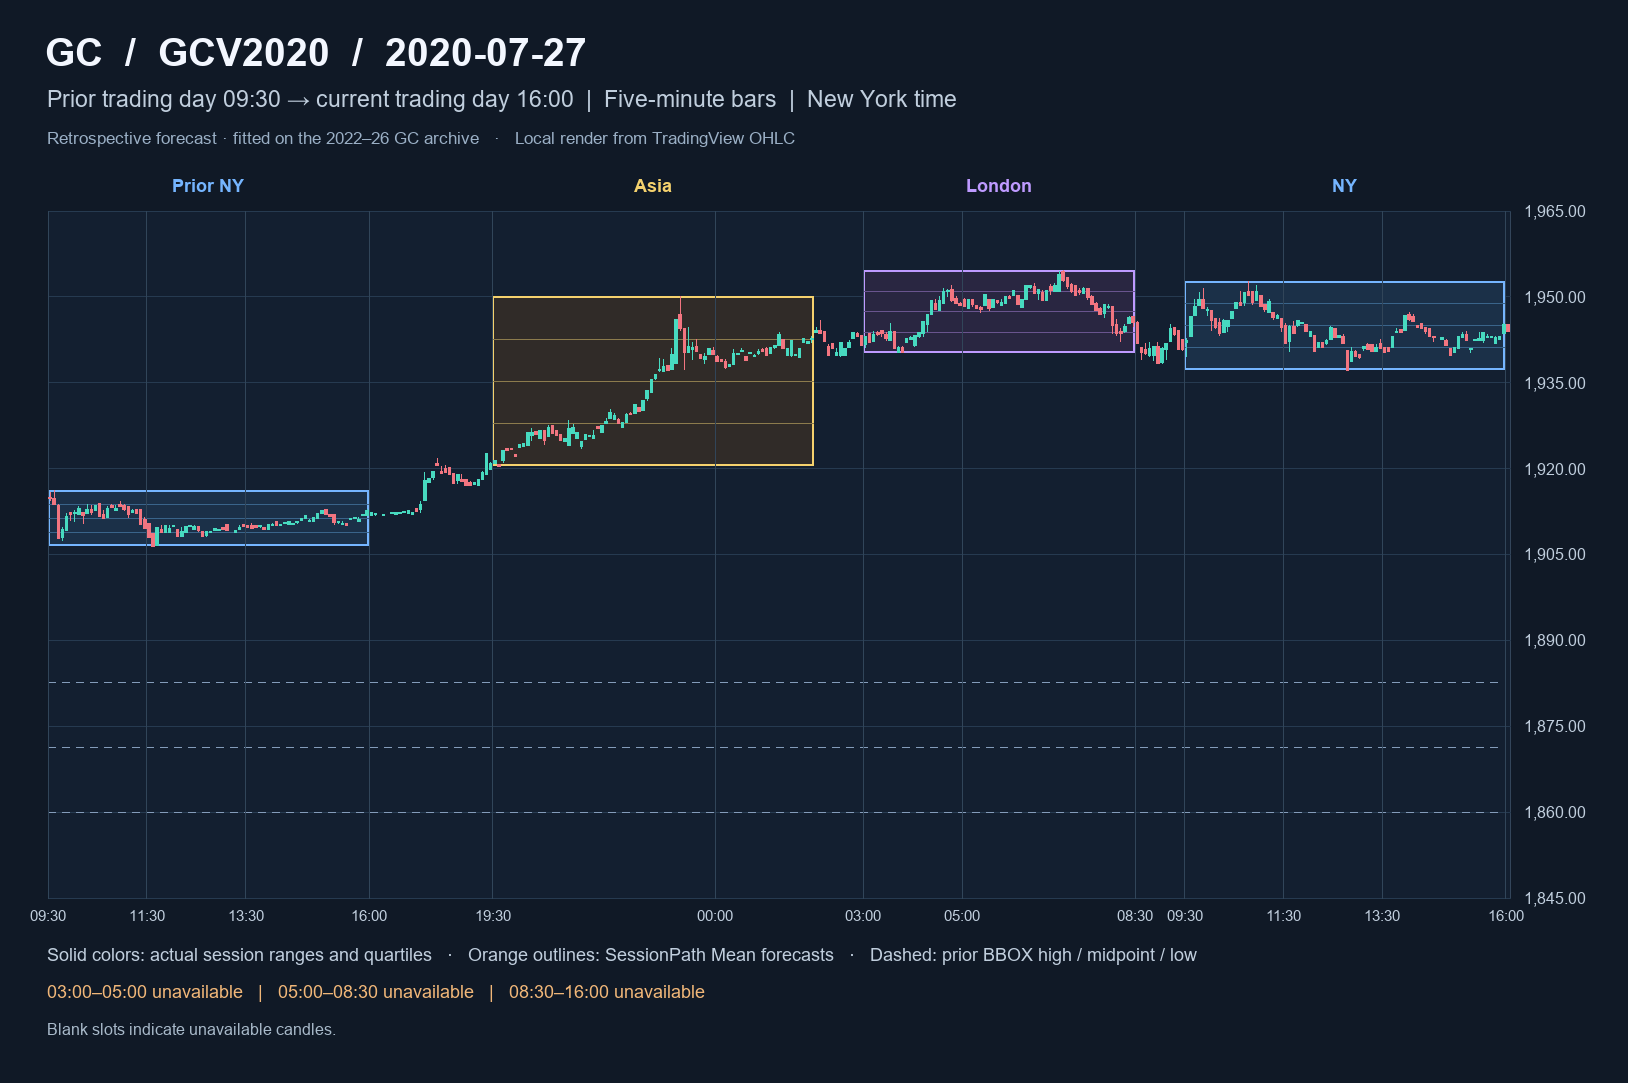 GC / GCV2020 / 2020-07-27
Prior trading day 09:30 → current trading day 16:00 | Five-minute bars | New York time
Retrospective forecast · fitted on the 2022–26 GC archive · Local render from TradingView OHLC
Prior NY Asia London NY
1,965.00
1,950.00
1,935.00
1,920.00
1,905.00
1,890.00
1,875.00
1,860.00
1,845.00
09:30 11:30 13:30 16:00 19:30 00:00 03:00 05:00 08:30 09:30 11:30 13:30 16:00
Solid colors: actual session ranges and quartiles · Orange outlines: SessionPath Mean forecasts · Dashed: prior BBOX high / midpoint / low
03:00–05:00 unavailable | 05:00–08:30 unavailable | 08:30–16:00 unavailable
Blank slots indicate unavailable candles.